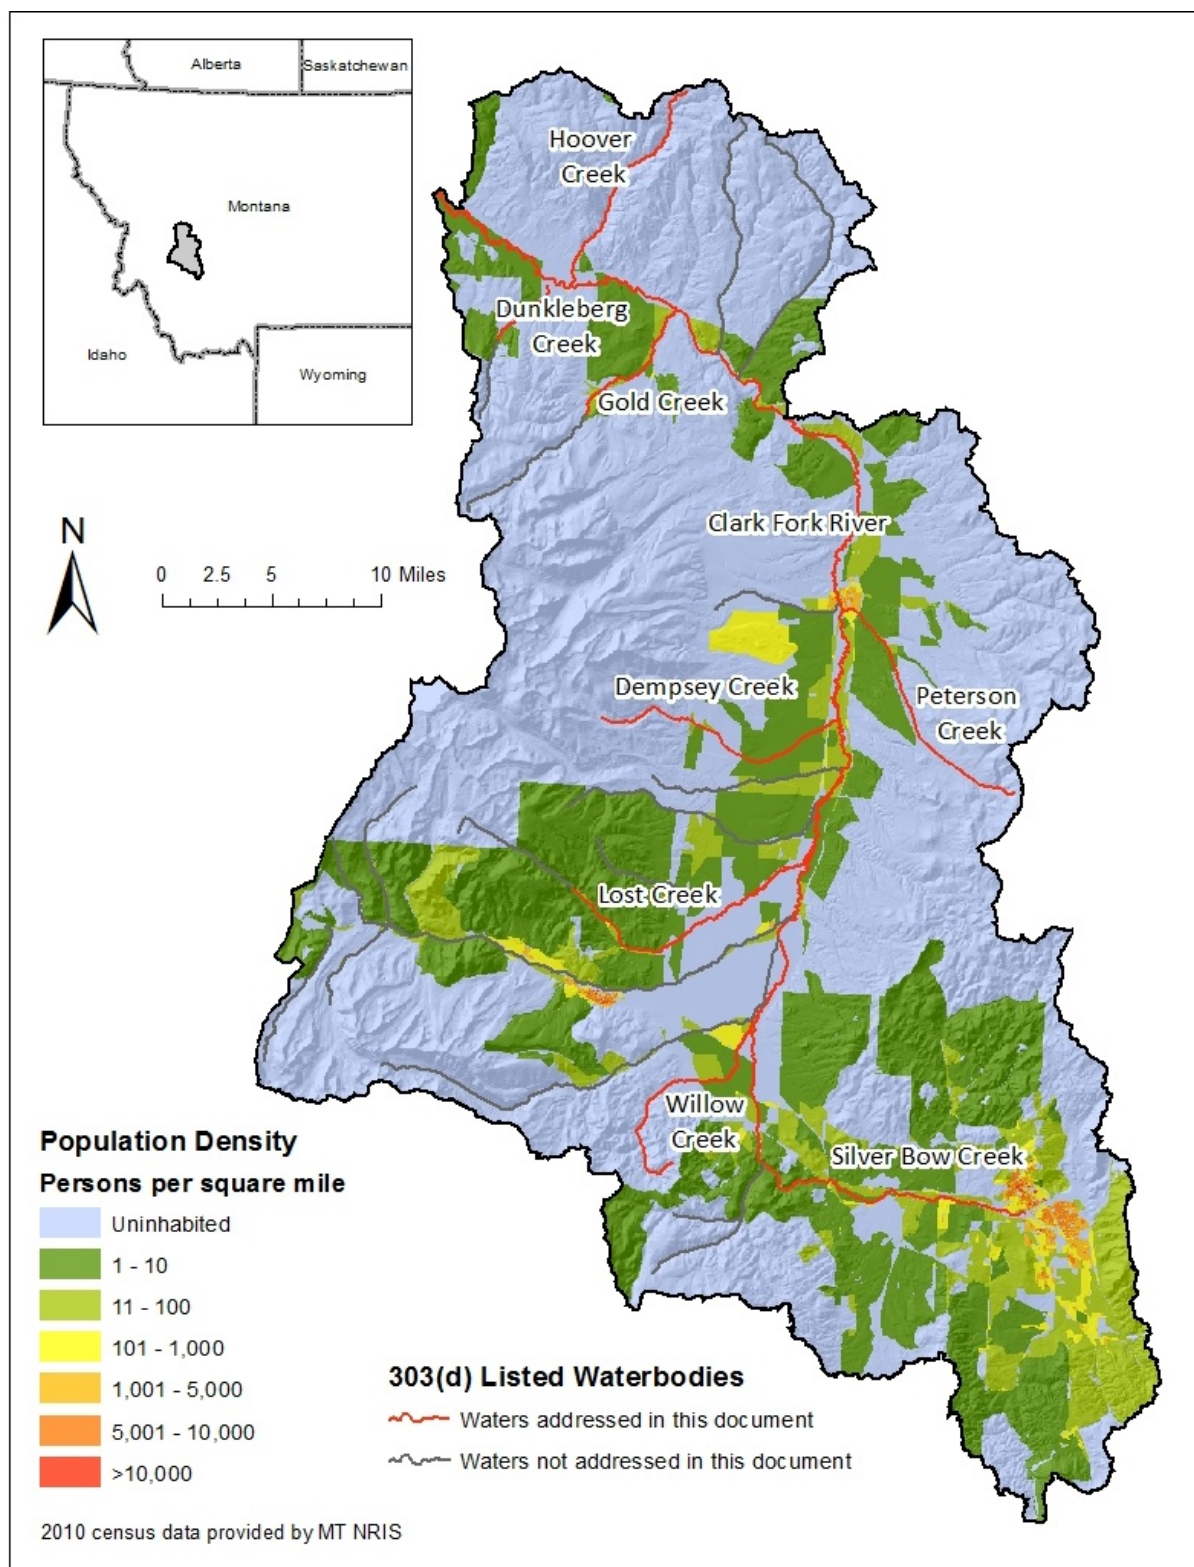 Alberta
Saskatchewan
Montana
Idaho
Wyoming
Hoover
Creek
Dunkleberg
Creek
Gold Creek
Clark Fork River
N
0 2.5 5 10 Miles
Dempsey Creek
Peterson
Creek
Lost Creek
Willow
Creek
Silver Bow Creek
Population Density
Persons per square mile
Uninhabited
1 - 10
11 - 100
101 - 1,000
1,001 - 5,000
5,001 - 10,000
>10,000
303(d) Listed Waterbodies
Waters addressed in this document
Waters not addressed in this document
2010 census data provided by MT NRIS